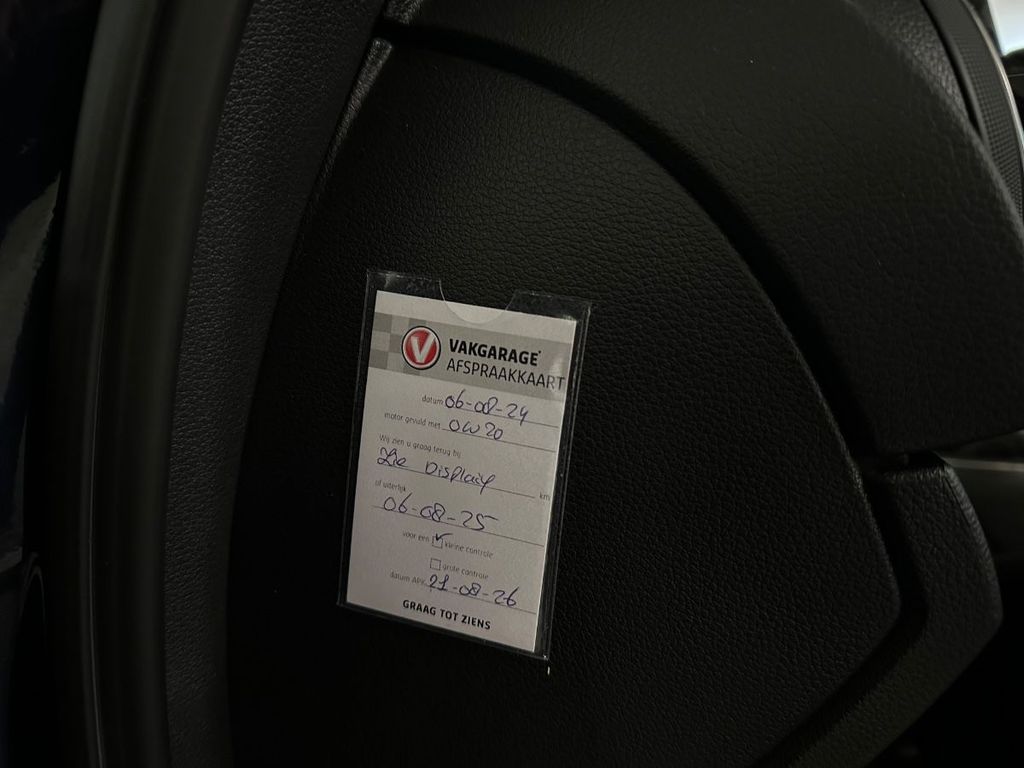 V VAKGARAGE
AFSPRAAKKAART
datum 06-08-24
motor gevuld met 0W20
Wij zien u graag terug bij
Zie Display km
of uiterlijk
06-08-25
voor een kleine controle
grote controle
datum APK 21-08-26
GRAAG TOT ZIENS